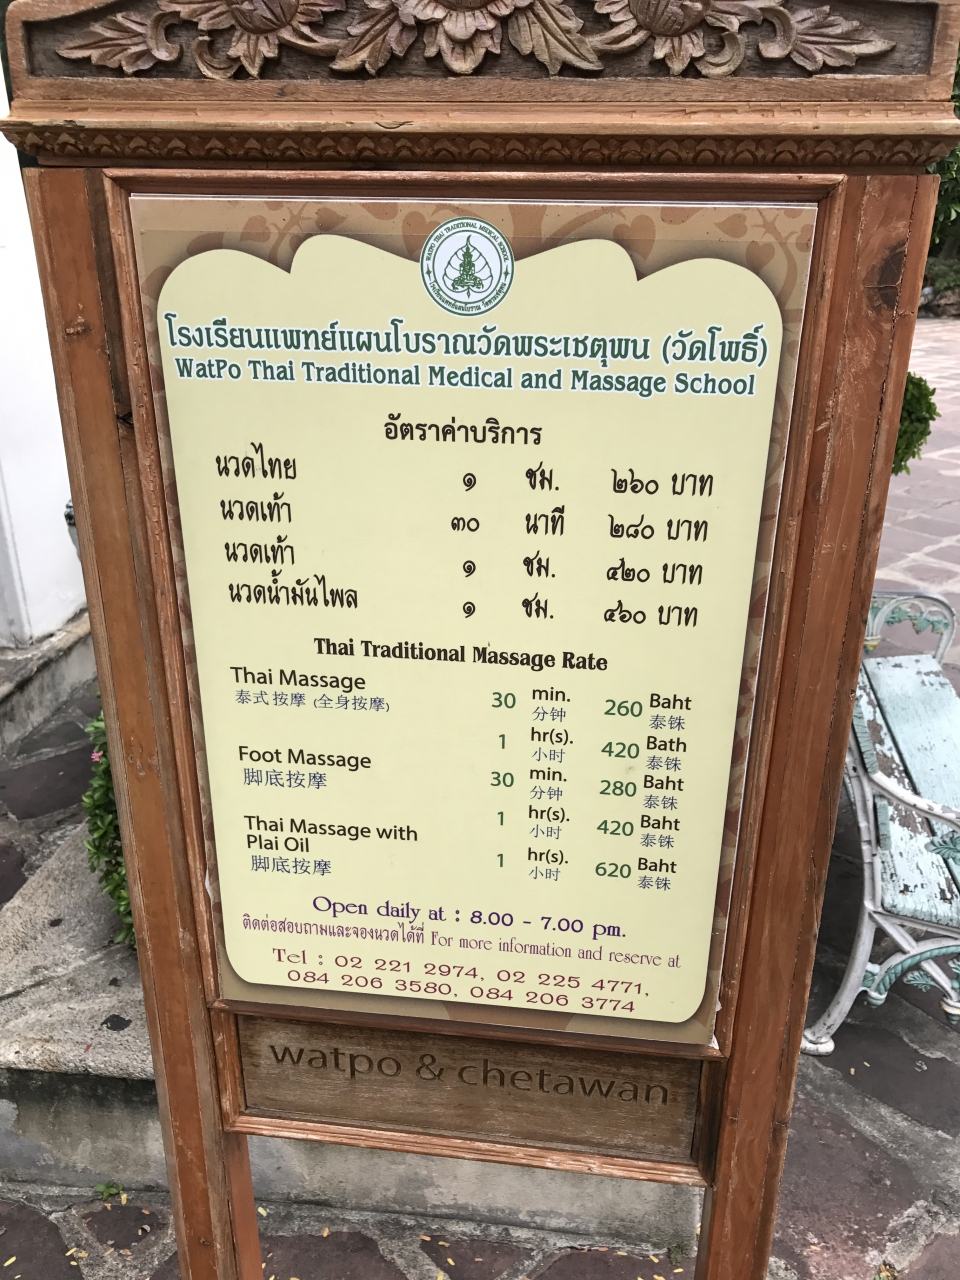 WATPO THAI TRADITIONAL MEDICAL SCHOOL
โรงเรียนแพทย์แผนโบราณวัดพระเชตุพน (วัดโพธิ์)
WatPo Thai Traditional Medical and Massage School
อัตราค่าบริการ
นวดไทย ๑ ชม. ๒๖๐ บาท
นวดเท้า ๓๐ นาที ๒๘๐ บาท
นวดเท้า ๑ ชม. ๔๒๐ บาท
นวดน้ำมันไพล ๑ ชม. ๔๖๐ บาท
Thai Traditional Massage Rate
Thai Massage 30 min. 260 Baht
泰式按摩 (全身按摩) 分钟 泰铢
1 hr(s). 420 Bath
小时 泰铢
Foot Massage 30 min. 280 Baht
脚底按摩 分钟 泰铢
1 hr(s). 420 Baht
小时 泰铢
Thai Massage with
Plai Oil 1 hr(s). 620 Baht
脚底按摩 小时 泰铢
Open daily at : 8.00 - 7.00 pm.
ติดต่อสอบถามและจองนวดได้ที่ For more information and reserve at
Tel : 02 221 2974, 02 225 4771,
084 206 3580, 084 206 3774
watpo & chetawan